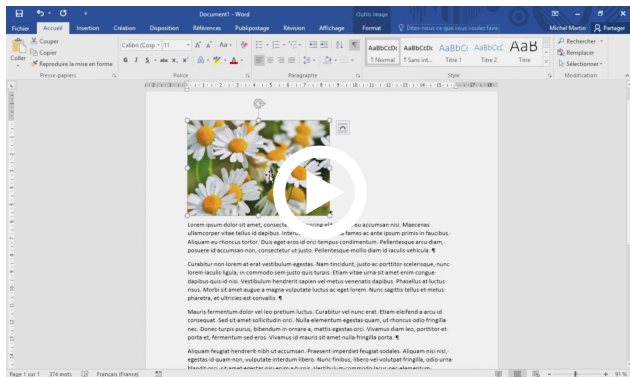 Document1 - Word
Outils image
Fichier Accueil Insertion Création Disposition Références Publipostage Révision Affichage Format Dites-nous ce que vous voulez faire. Michel Martin Partager
Coller
Couper
Copier
Reproduire la mise en forme
Calibri (Corp 11
G I S abc x₂ x²
AaBbCcDc AaBbCcDc AaBbCc AaBbCcC AaB
¶ Normal ¶ Sans int... Titre 1 Titre 2 Titre
Rechercher
Remplacer
Sélectionner
Presse-papiers Police Paragraphe Style Modification
Lorem ipsum dolor sit amet, consecte eu accumsan nisi. Maecenas
ullamcorper vitae tellus id dapibus. fames ac ante ipsum primis in faucibus.
Aliquam eu rhoncus tortor. Duis eget eros id orci tempus condimentum. Pellentesque arcu diam,
posuere id accumsan non, consectetur ut justo. Pellentesque mollis diam id iaculis vehicula. ¶
Curabitur non lorem at erat vestibulum egestas. Nam tincidunt, justo ac porttitor scelerisque, nunc
lorem iaculis ligula, in commodo sem justo quis turpis. Etiam vitae urna sit amet enim congue
dapibus quis id nisi. Vestibulum hendrerit sapien vel metus venenatis dapibus. Phasellus at luctus
risus. Morbi sit amet augue a magna vulputate luctus ac eget lorem. Nunc sagittis tellus et metus
pharetra, et ultricies est convallis. ¶
Mauris fermentum dolor vel leo pretium luctus. Curabitur vel nunc erat. Etiam eleifend a arcu id
consequat. Sed sit amet sollicitudin orci. Nulla elementum egestas quam, ut rhoncus odio fringilla
nec. Donec turpis purus, bibendum in ornare a, mattis egestas orci. Vivamus diam leo, porttitor et
porta et, fermentum sed eros. Vivamus id mauris sit amet nulla fringilla porta. ¶
Aliquam feugiat hendrerit nibh ut accumsan. Praesent imperdiet feugiat sodales. Aliquam nisi nisl,
egestas id quam non, vulputate interdum libero. Nunc finibus, libero vel volutpat fringilla, odio urna
Page 1 sur 1 374 mots Français (France) 91 %